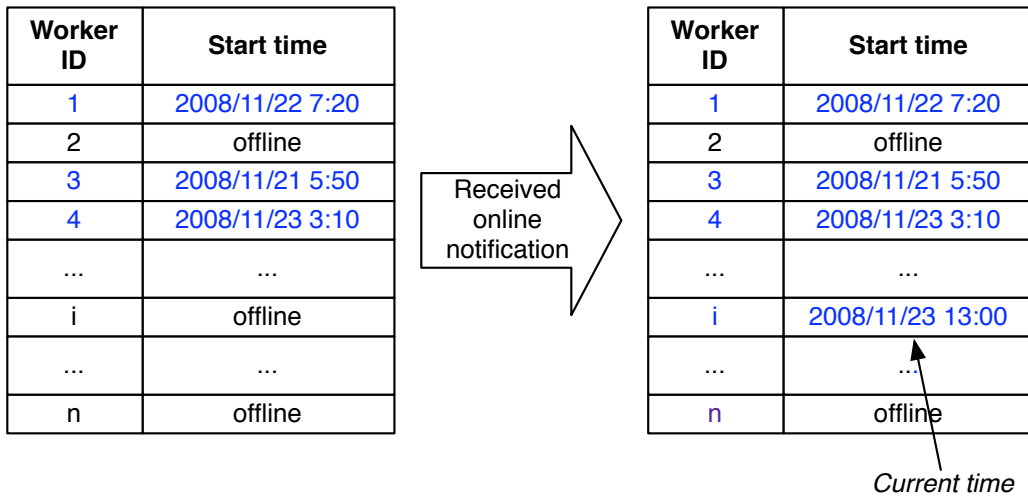 Worker ID Start time
1 2008/11/22 7:20
2 offline
3 2008/11/21 5:50
4 2008/11/23 3:10
... ...
i offline
... ...
n offline
Received
online
notification
Worker ID Start time
1 2008/11/22 7:20
2 offline
3 2008/11/21 5:50
4 2008/11/23 3:10
... ...
i 2008/11/23 13:00
... ...
n offline
Current time